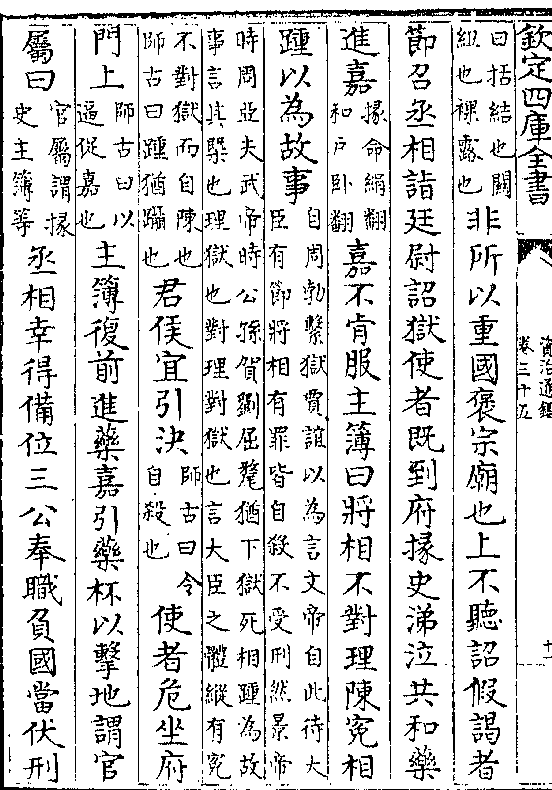 欽定四庫全書
資治通鑑
卷三十五
曰括結也關
組也祼露也
非所以重國褒宗廟也上不聽詔假謁者
節召丞相詣廷尉詔獄使者既到府掾史涕泣共和藥
進嘉
掾命絹翻
和戶臥翻
嘉不肯服主簿曰將相不對理陳寃相
踵以為故事
自周勃繫獄賈誼以為言文帝自此待大
臣有節將相有罪皆自殺不受刑然景帝
時周亞夫武帝時公孫賀劉屈氂猶下獄死相踵為故
事言其槩也理獄也對理對獄也言大臣之體縱有寃
不對獄而自陳也
師古曰踵猶躡也
君侯宜引決
師古曰令
自殺也
使者危坐府
門上
師古曰以
逼促嘉也
主簿復前進藥嘉引藥杯以擊地謂官
屬曰
官屬謂掾
史主簿等
丞相幸得備位三公奉職負國當伏刑